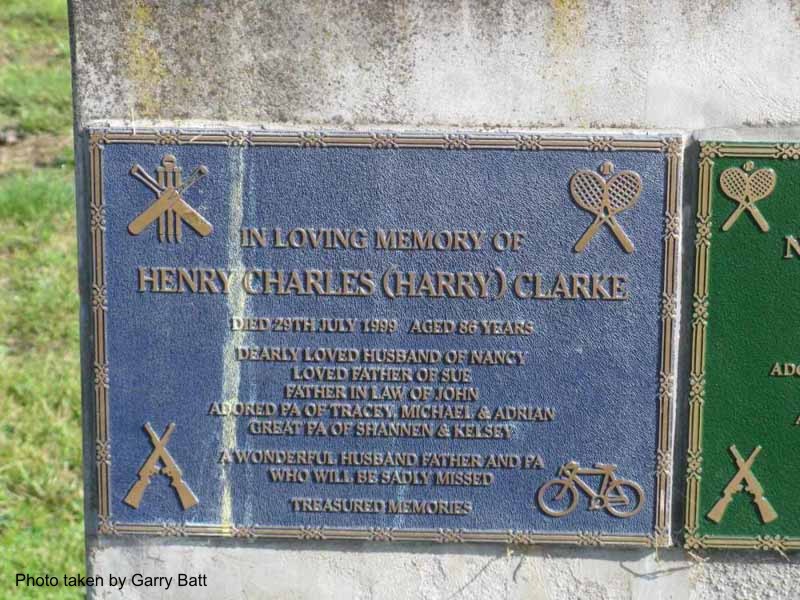 IN LOVING MEMORY OF
HENRY CHARLES (HARRY) CLARKE
DIED 29TH JULY 1999 AGED 86 YEARS
DEARLY LOVED HUSBAND OF NANCY
LOVED FATHER OF SUE
FATHER IN LAW OF JOHN
ADORED PA OF TRACEY, MICHAEL & ADRIAN
GREAT PA OF SHANNEN & KELSEY
A WONDERFUL HUSBAND FATHER AND PA
WHO WILL BE SADLY MISSED
TREASURED MEMORIES
Photo taken by Garry Batt